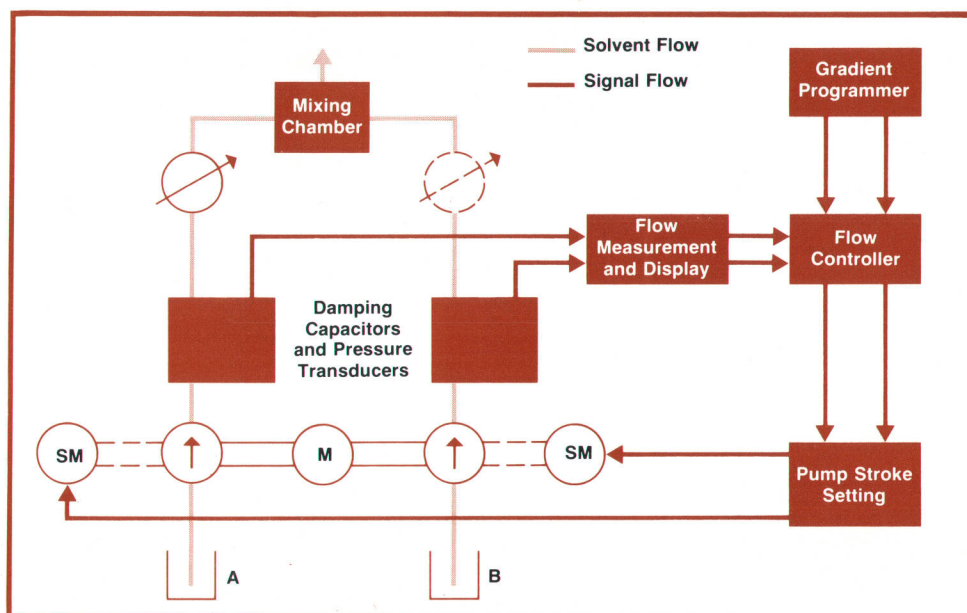 Solvent Flow
Signal Flow
Gradient
Programmer
Mixing
Chamber
Flow
Measurement
and Display
Flow
Controller
Damping
Capacitors
and Pressure
Transducers
SM
M
SM
Pump Stroke
Setting
A
B